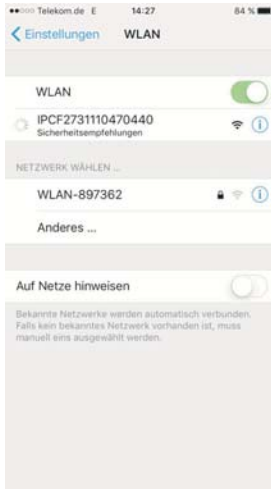 Telekom.de E 14:27 84 %
Einstellungen WLAN
WLAN
IPCF2731110470440
Sicherheitsempfehlungen
NETZWERK WÄHLEN ...
WLAN-897362
Anderes ...
Auf Netze hinweisen
Bekannte Netzwerke werden automatisch verbunden.
Falls kein bekanntes Netzwerk vorhanden ist, muss
manuell eins ausgewählt werden.